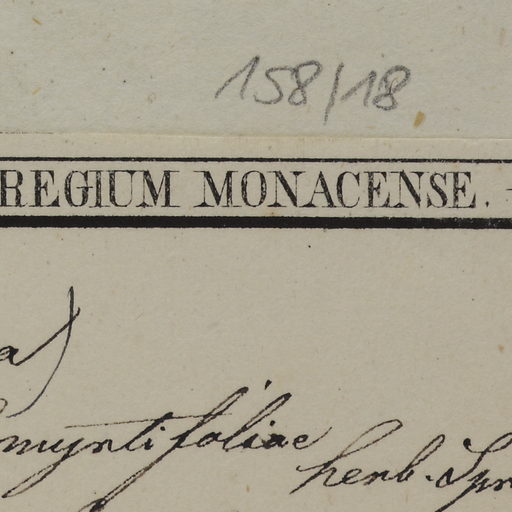 158/18
REGIUM MONACENSE.
a)
myrtifoliae herb. Spr